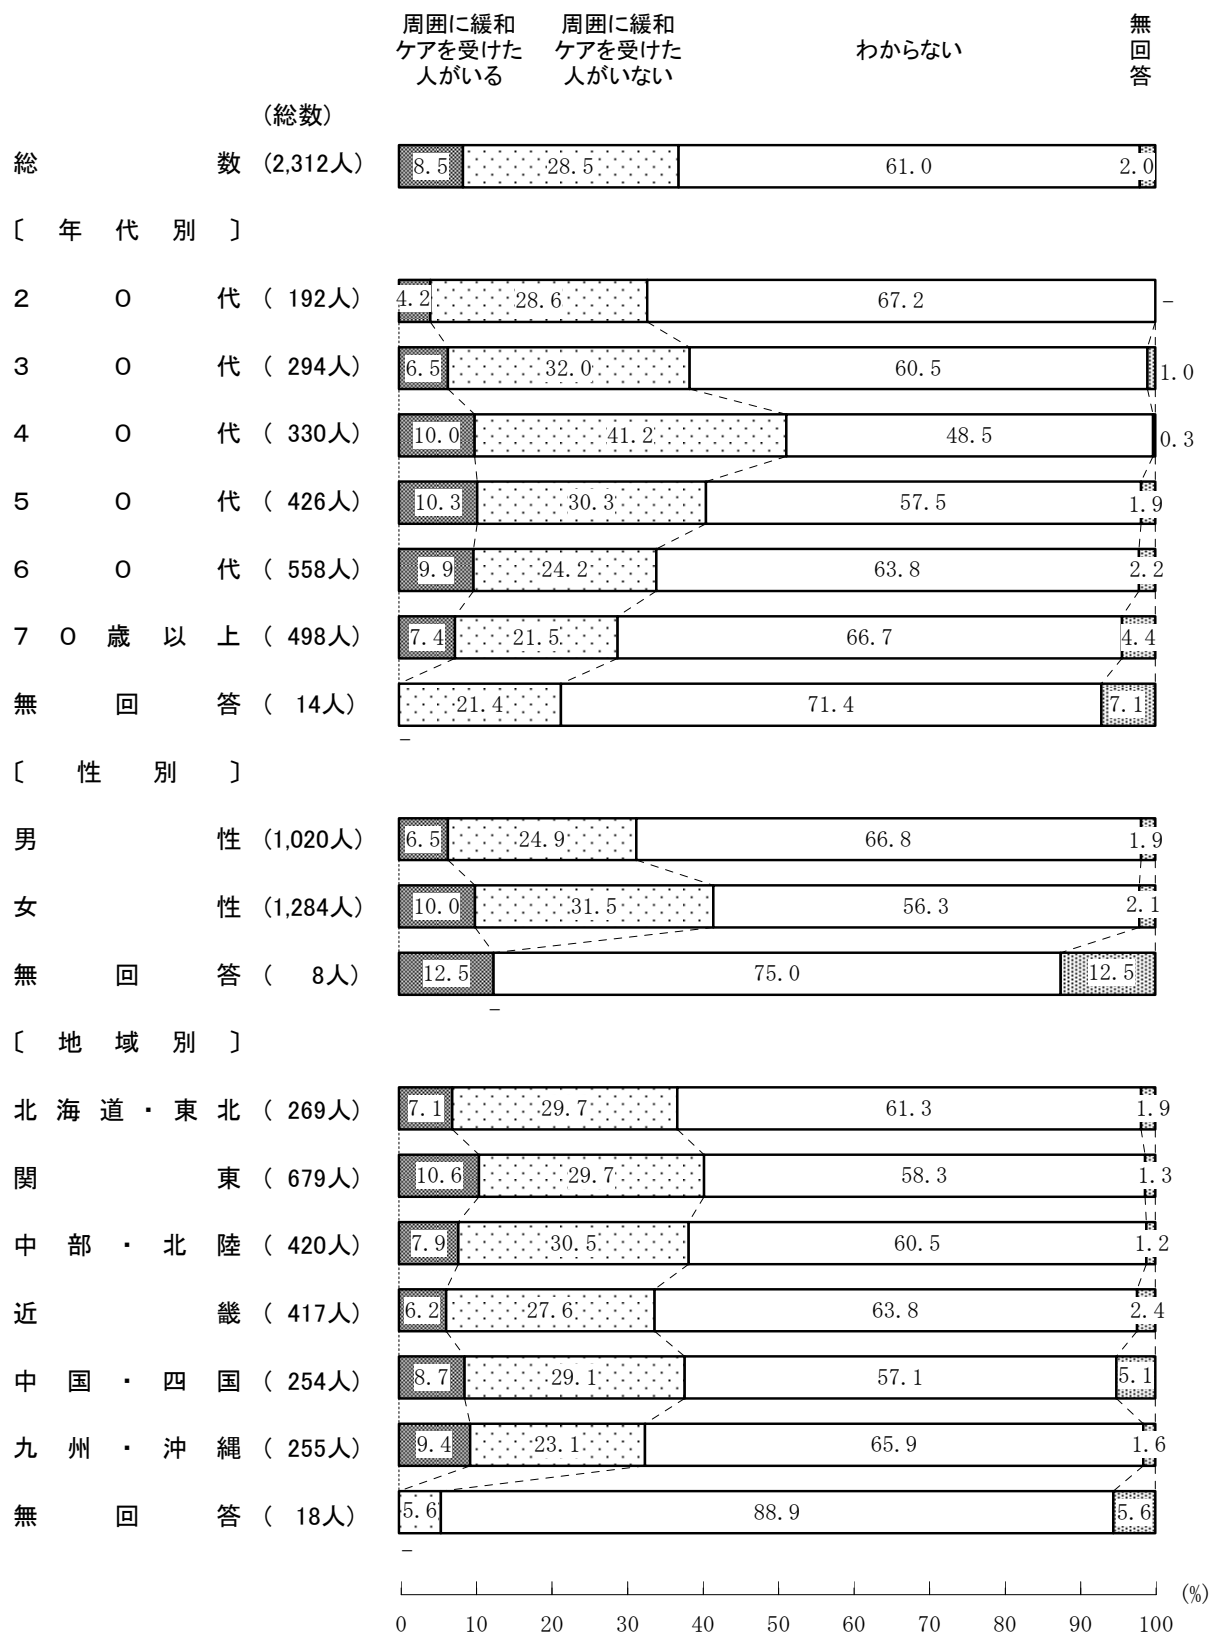 周囲に緩和ケアを受けた人がいる 周囲に緩和ケアを受けた人がいない わからない 無回答
(総数)
総数 (2,312人) 8.5 28.5 61.0 2.0
〔年代別〕
20代 (192人) 4.2 28.6 67.2 -
30代 (294人) 6.5 32.0 60.5 1.0
40代 (330人) 10.0 41.2 48.5 0.3
50代 (426人) 10.3 30.3 57.5 1.9
60代 (558人) 9.9 24.2 63.8 2.2
70歳以上 (498人) 7.4 21.5 66.7 4.4
無回答 (14人) 21.4 71.4 7.1
-
〔性別〕
男性 (1,020人) 6.5 24.9 66.8 1.9
女性 (1,284人) 10.0 31.5 56.3 2.1
無回答 (8人) 12.5 75.0 12.5
-
〔地域別〕
北海道・東北 (269人) 7.1 29.7 61.3 1.9
関東 (679人) 10.6 29.7 58.3 1.3
中部・北陸 (420人) 7.9 30.5 60.5 1.2
近畿 (417人) 6.2 27.6 63.8 2.4
中国・四国 (254人) 8.7 29.1 57.1 5.1
九州・沖縄 (255人) 9.4 23.1 65.9 1.6
無回答 (18人) 5.6 88.9 5.6
-
(%)
0 10 20 30 40 50 60 70 80 90 100